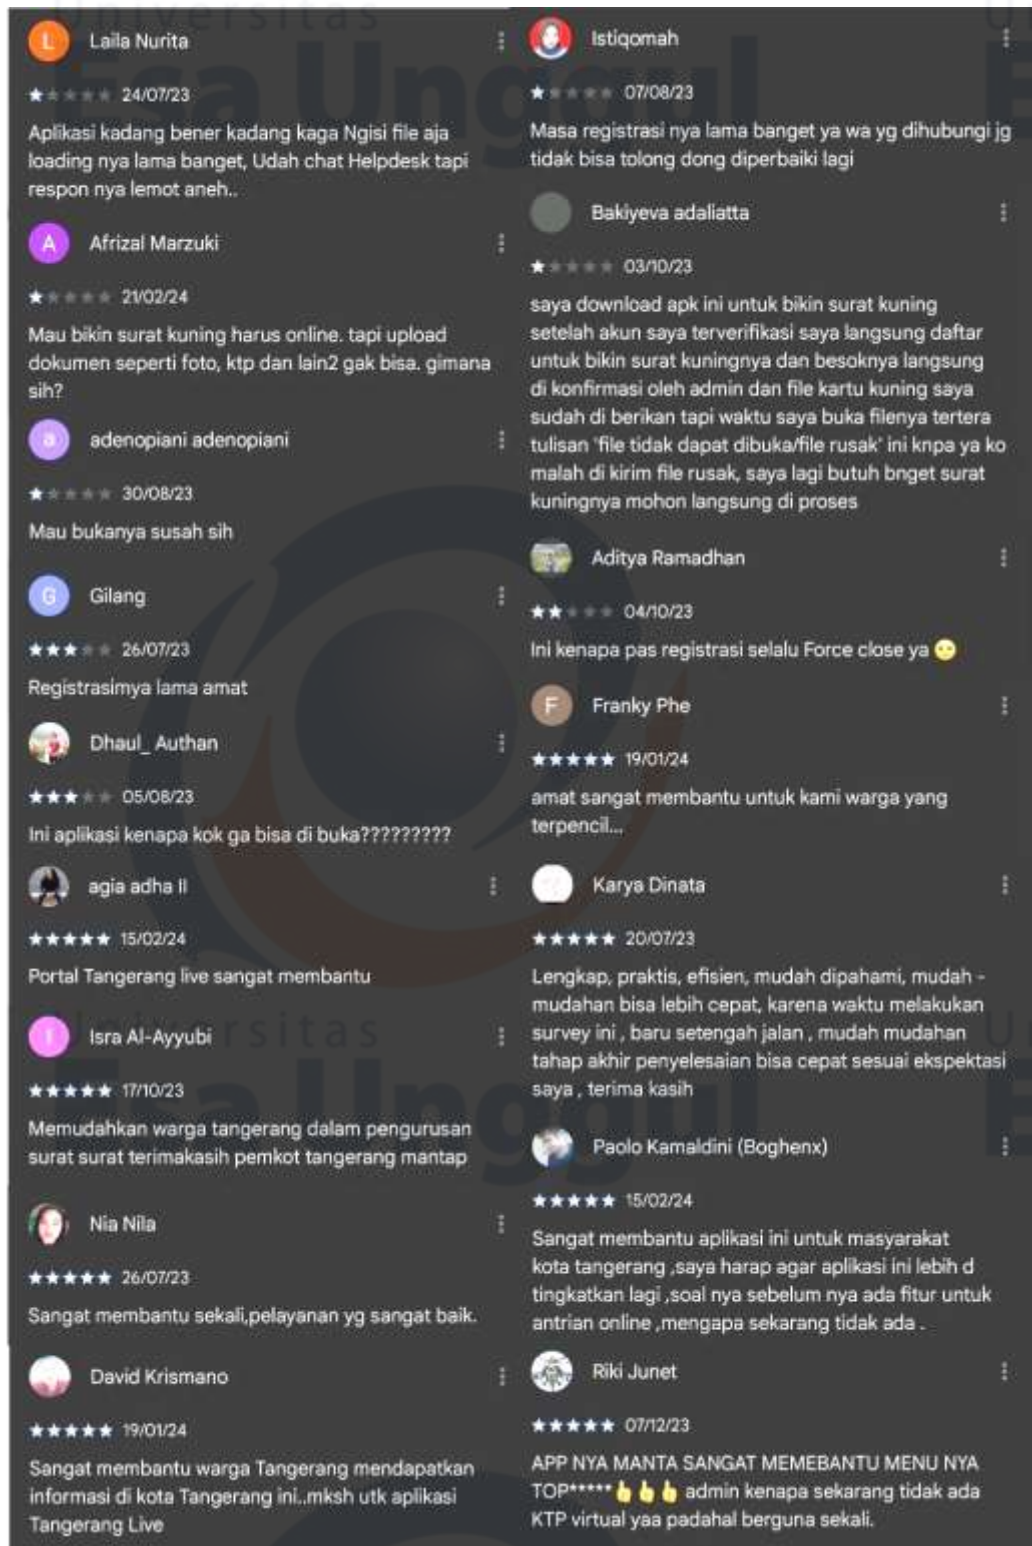 Universitas
Esa Unggul
L
Laila Nurita
24/07/23
Aplikasi kadang bener kadang kaga Ngisi file aja
loading nya lama banget, Udah chat Helpdesk tapi
respon nya lemot aneh..
A
Afrizal Marzuki
21/02/24
Mau bikin surat kuning harus online. tapi upload
dokumen seperti foto, ktp dan lain2 gak bisa. gimana
sih?
a
adenopiani adenopiani
30/08/23
Mau bukanya susah sih
G
Gilang
26/07/23
Registrasimya lama amat
Dhaul_ Authan
05/08/23
Ini aplikasi kenapa kok ga bisa di buka?????????
agia adha II
15/02/24
Portal Tangerang live sangat membantu
I
Isra Al-Ayyubi
17/10/23
Memudahkan warga tangerang dalam pengurusan
surat surat terimakasih pemkot tangerang mantap
Nia Nila
26/07/23
Sangat membantu sekali,pelayanan yg sangat baik.
David Krismano
19/01/24
Sangat membantu warga Tangerang mendapatkan
informasi di kota Tangerang ini..mksh utk aplikasi
Tangerang Live
Istiqomah
07/08/23
Masa registrasi nya lama banget ya wa yg dihubungi jg
tidak bisa tolong dong diperbaiki lagi
Bakiyeva adaliatta
03/10/23
saya download apk ini untuk bikin surat kuning
setelah akun saya terverifikasi saya langsung daftar
untuk bikin surat kuningnya dan besoknya langsung
di konfirmasi oleh admin dan file kartu kuning saya
sudah di berikan tapi waktu saya buka filenya tertera
tulisan 'file tidak dapat dibuka/file rusak' ini knpa ya ko
malah di kirim file rusak, saya lagi butuh bnget surat
kuningnya mohon langsung di proses
Aditya Ramadhan
04/10/23
Ini kenapa pas registrasi selalu Force close ya
F
Franky Phe
19/01/24
amat sangat membantu untuk kami warga yang
terpencil...
Karya Dinata
20/07/23
Lengkap, praktis, efisien, mudah dipahami, mudah -
mudahan bisa lebih cepat, karena waktu melakukan
survey ini , baru setengah jalan , mudah mudahan
tahap akhir penyelesaian bisa cepat sesuai ekspektasi
saya , terima kasih
Paolo Kamaldini (Boghenx)
15/02/24
Sangat membantu aplikasi ini untuk masyarakat
kota tangerang ,saya harap agar aplikasi ini lebih d
tingkatkan lagi ,soal nya sebelum nya ada fitur untuk
antrian online ,mengapa sekarang tidak ada .
Riki Junet
07/12/23
APP NYA MANTA SANGAT MEMEBANTU MENU NYA
TOP***** 👍👍👍 admin kenapa sekarang tidak ada
KTP virtual yaa padahal berguna sekali.
Universitas
Esa Unggul